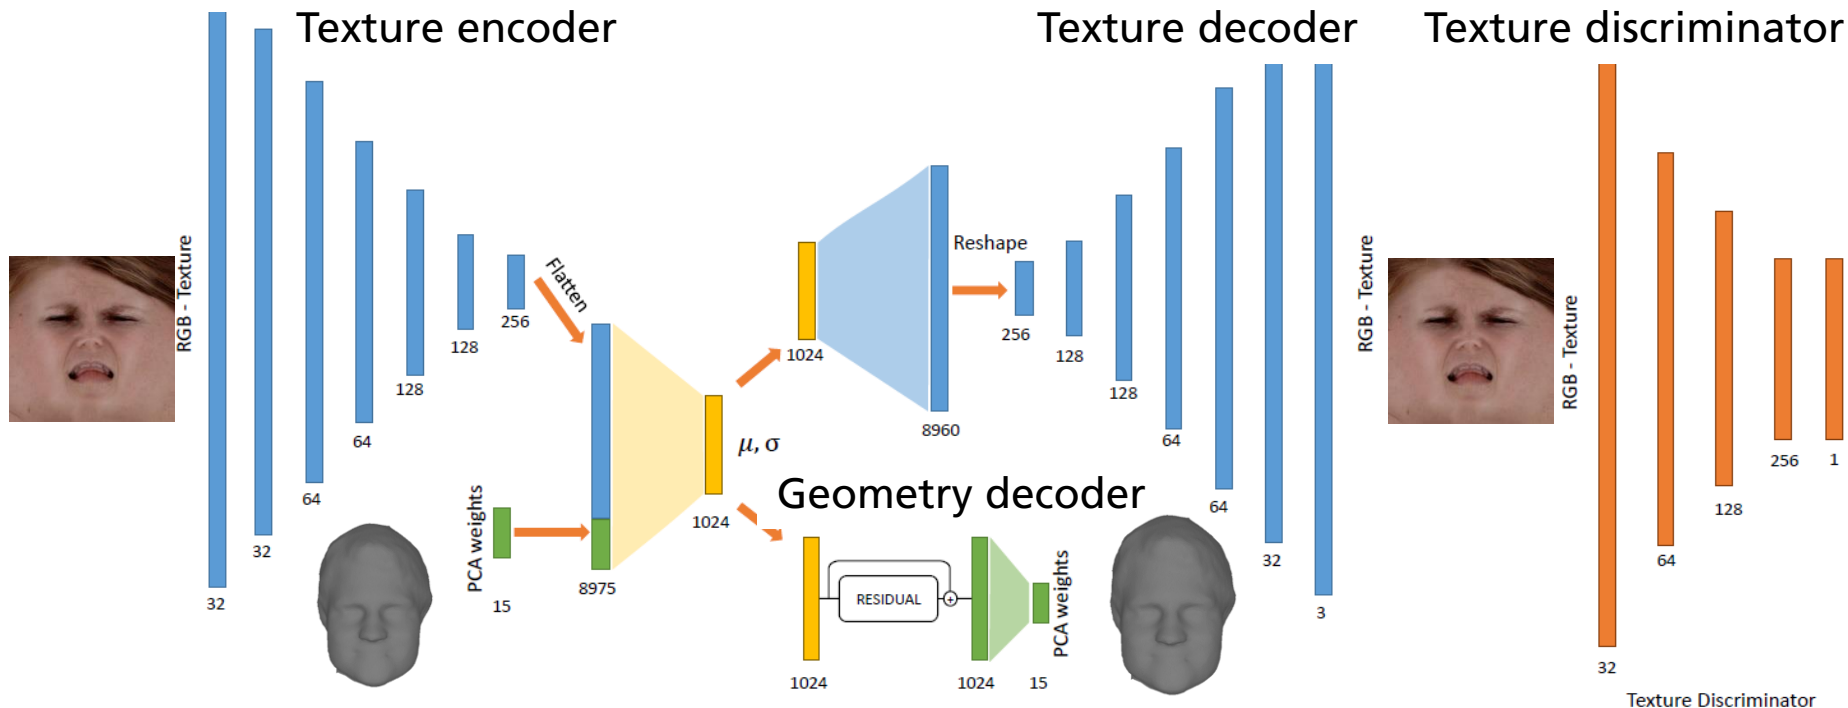 Texture encoder
Texture decoder
Texture discriminator
RGB - Texture
32
32
64
64
128
128
256
Flatten
PCA weights
15
8975
1024
μ, σ
1024
8960
Reshape
256
128
128
64
64
32
3
RGB - Texture
Geometry decoder
1024
RESIDUAL
+
1024
15
PCA weights
RGB - Texture
32
64
128
256
1
Texture Discriminator